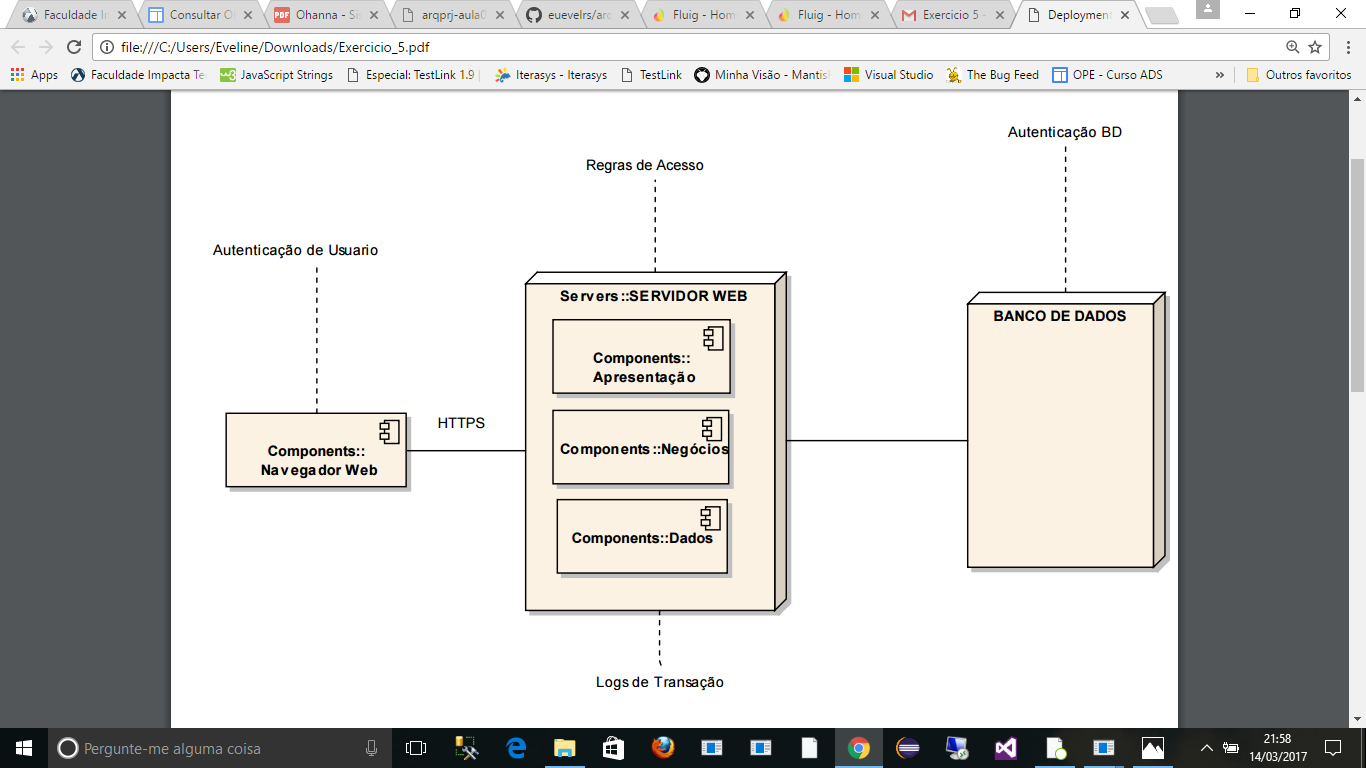 Faculdade In
Consultar O
Ohanna - Sis
arqprj-aula0
euevelrs/arq
Fluig - Hom
Fluig - Hom
Exercicio 5 -
Deployment
file:///C:/Users/Eveline/Downloads/Exercicio_5.pdf
Apps
Faculdade Impacta Te
JavaScript Strings
Especial: TestLink 1.9
Iterasys - Iterasys
TestLink
Minha Visão - Mantis
Visual Studio
The Bug Feed
OPE - Curso ADS
»
Outros favoritos
Autenticação BD
Regras de Acesso
Autenticação de Usuario
Servers::SERVIDOR WEB
BANCO DE DADOS
Components::
Apresentação
HTTPS
Components::
Navegador Web
Components::Negócios
Components::Dados
Logs de Transação
Pergunte-me alguma coisa
21:58
14/03/2017